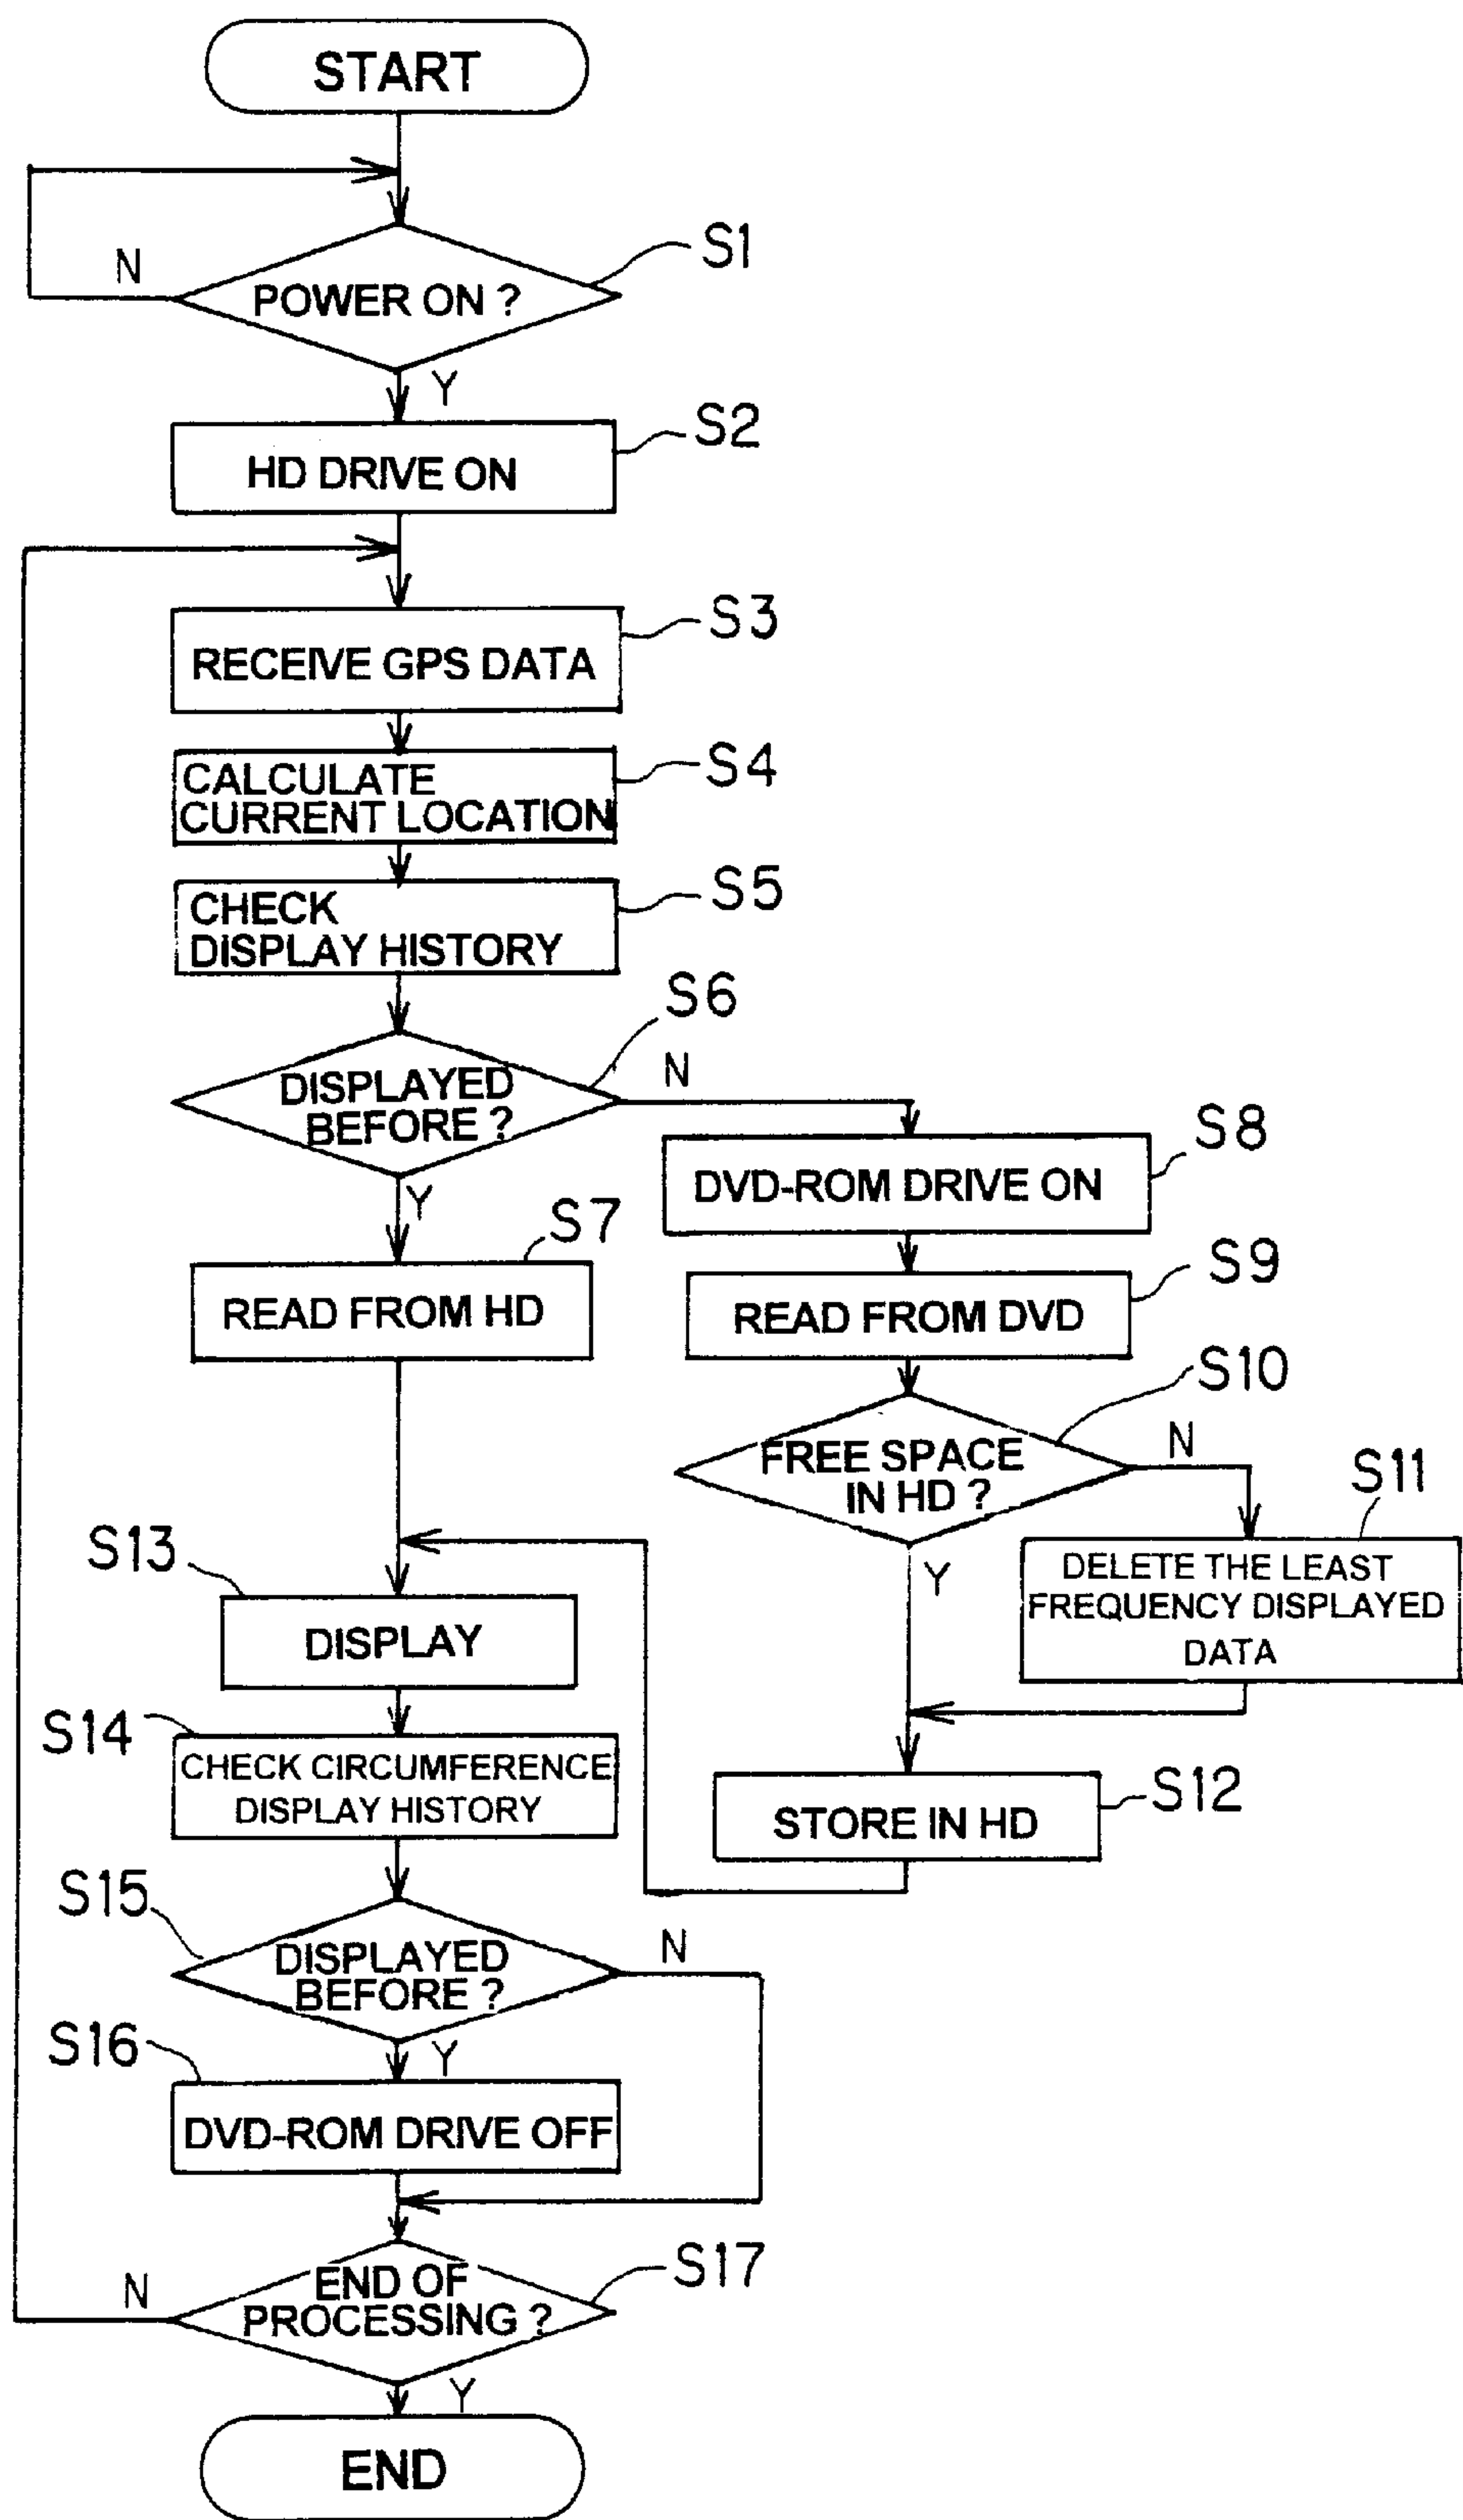 START
N
S1
POWER ON ?
Y
S2
HD DRIVE ON
S3
RECEIVE GPS DATA
S4
CALCULATE
CURRENT LOCATION
S5
CHECK
DISPLAY HISTORY
S6
N
DISPLAYED
BEFORE ?
Y
S8
DVD-ROM DRIVE ON
S7
READ FROM HD
S9
READ FROM DVD
S10
FREE SPACE
IN HD ?
N
Y
S11
DELETE THE LEAST
FREQUENCY DISPLAYED
DATA
S13
DISPLAY
S14
CHECK CIRCUMFERENCE
DISPLAY HISTORY
S12
STORE IN HD
S15
N
DISPLAYED
BEFORE ?
Y
S16
DVD-ROM DRIVE OFF
S17
N
END OF
PROCESSING ?
Y
END